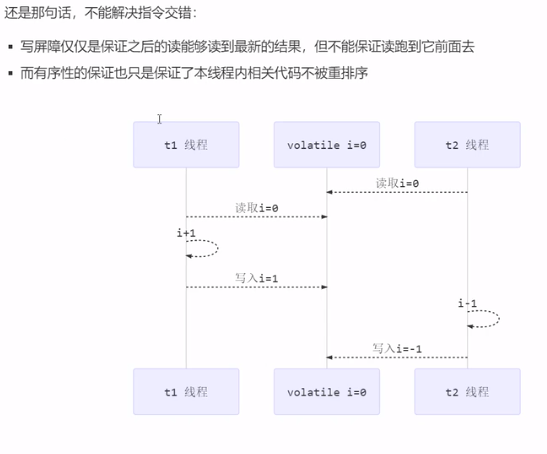 还是那句话，不能解决指令交错：
写屏障仅仅是保证之后的读能够读到最新的结果，但不能保证读跑到它前面去
而有序性的保证也只是保证了本线程内相关代码不被重排序
t1 线程
volatile i=0
t2 线程
读取i=0
读取i=0
i+1
写入i=1
i-1
写入i=-1
t1 线程
volatile i=0
t2 线程